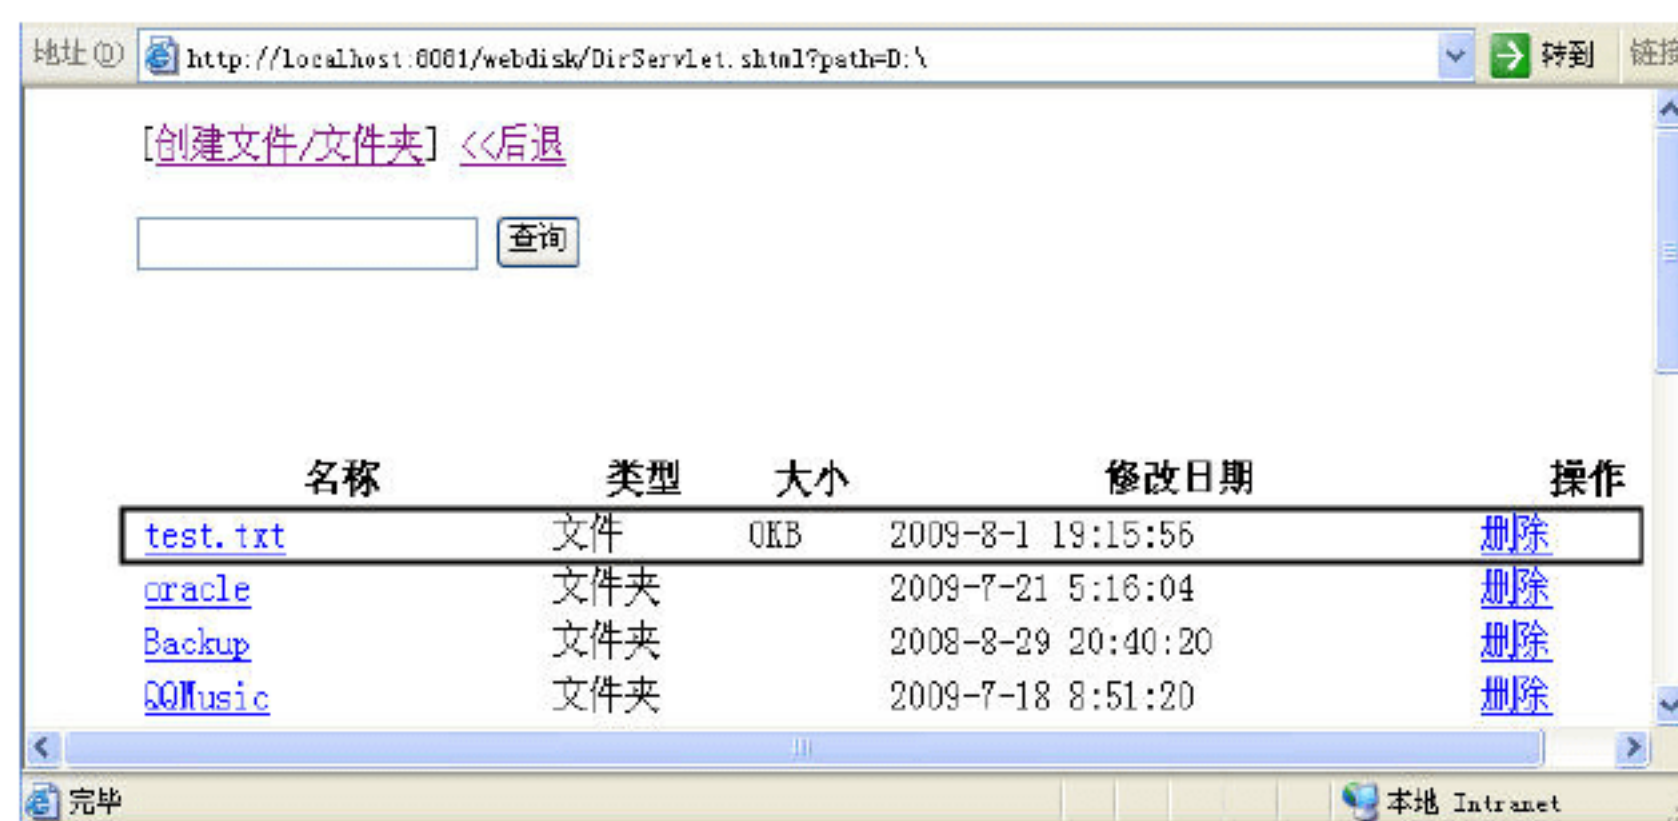 地址(D) http://localhost:8081/webdisk/DirServlet.shtml?path=D:\ 转到 链接
[创建文件/文件夹] <<后退
查询
名称 类型 大小 修改日期 操作
test.txt 文件 0KB 2009-8-1 19:15:56 删除
oracle 文件夹 2009-7-21 5:16:04 删除
Backup 文件夹 2008-8-29 20:40:20 删除
QQMusic 文件夹 2009-7-18 8:51:20 删除
完毕 本地 Intranet